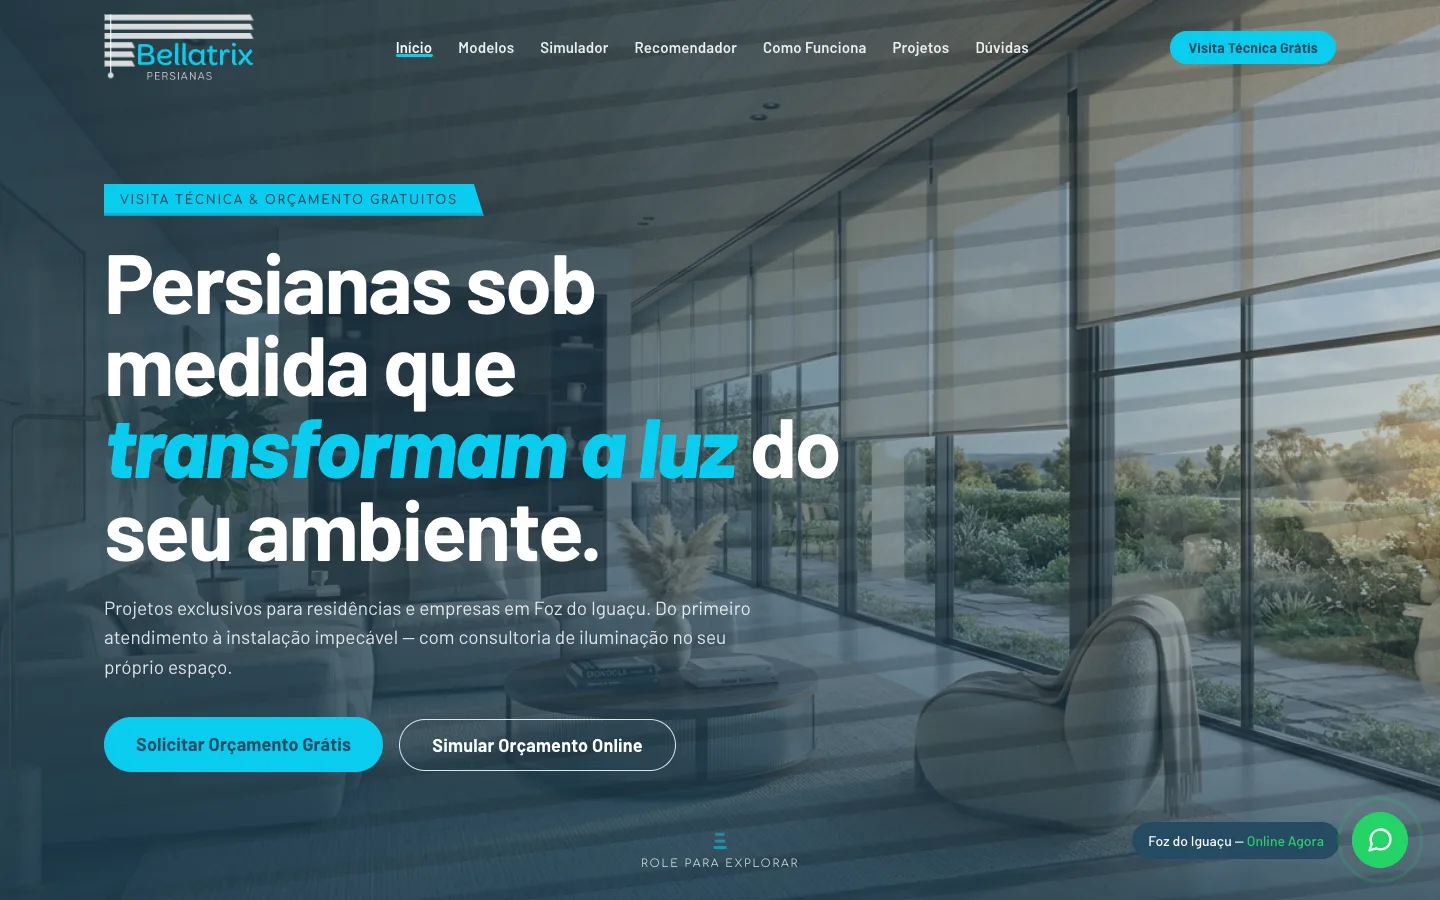 Bellatrix
PERSIANAS
Início
Modelos
Simulador
Recomendador
Como Funciona
Projetos
Dúvidas
Visita Técnica Grátis
VISITA TÉCNICA & ORÇAMENTO GRATUITOS
Persianas sob
medida que
transformam a luz do
seu ambiente.
Projetos exclusivos para residências e empresas em Foz do Iguaçu. Do primeiro
atendimento à instalação impecável — com consultoria de iluminação no seu
próprio espaço.
Solicitar Orçamento Grátis
Simular Orçamento Online
Foz do Iguaçu — Online Agora
ROLE PARA EXPLORAR